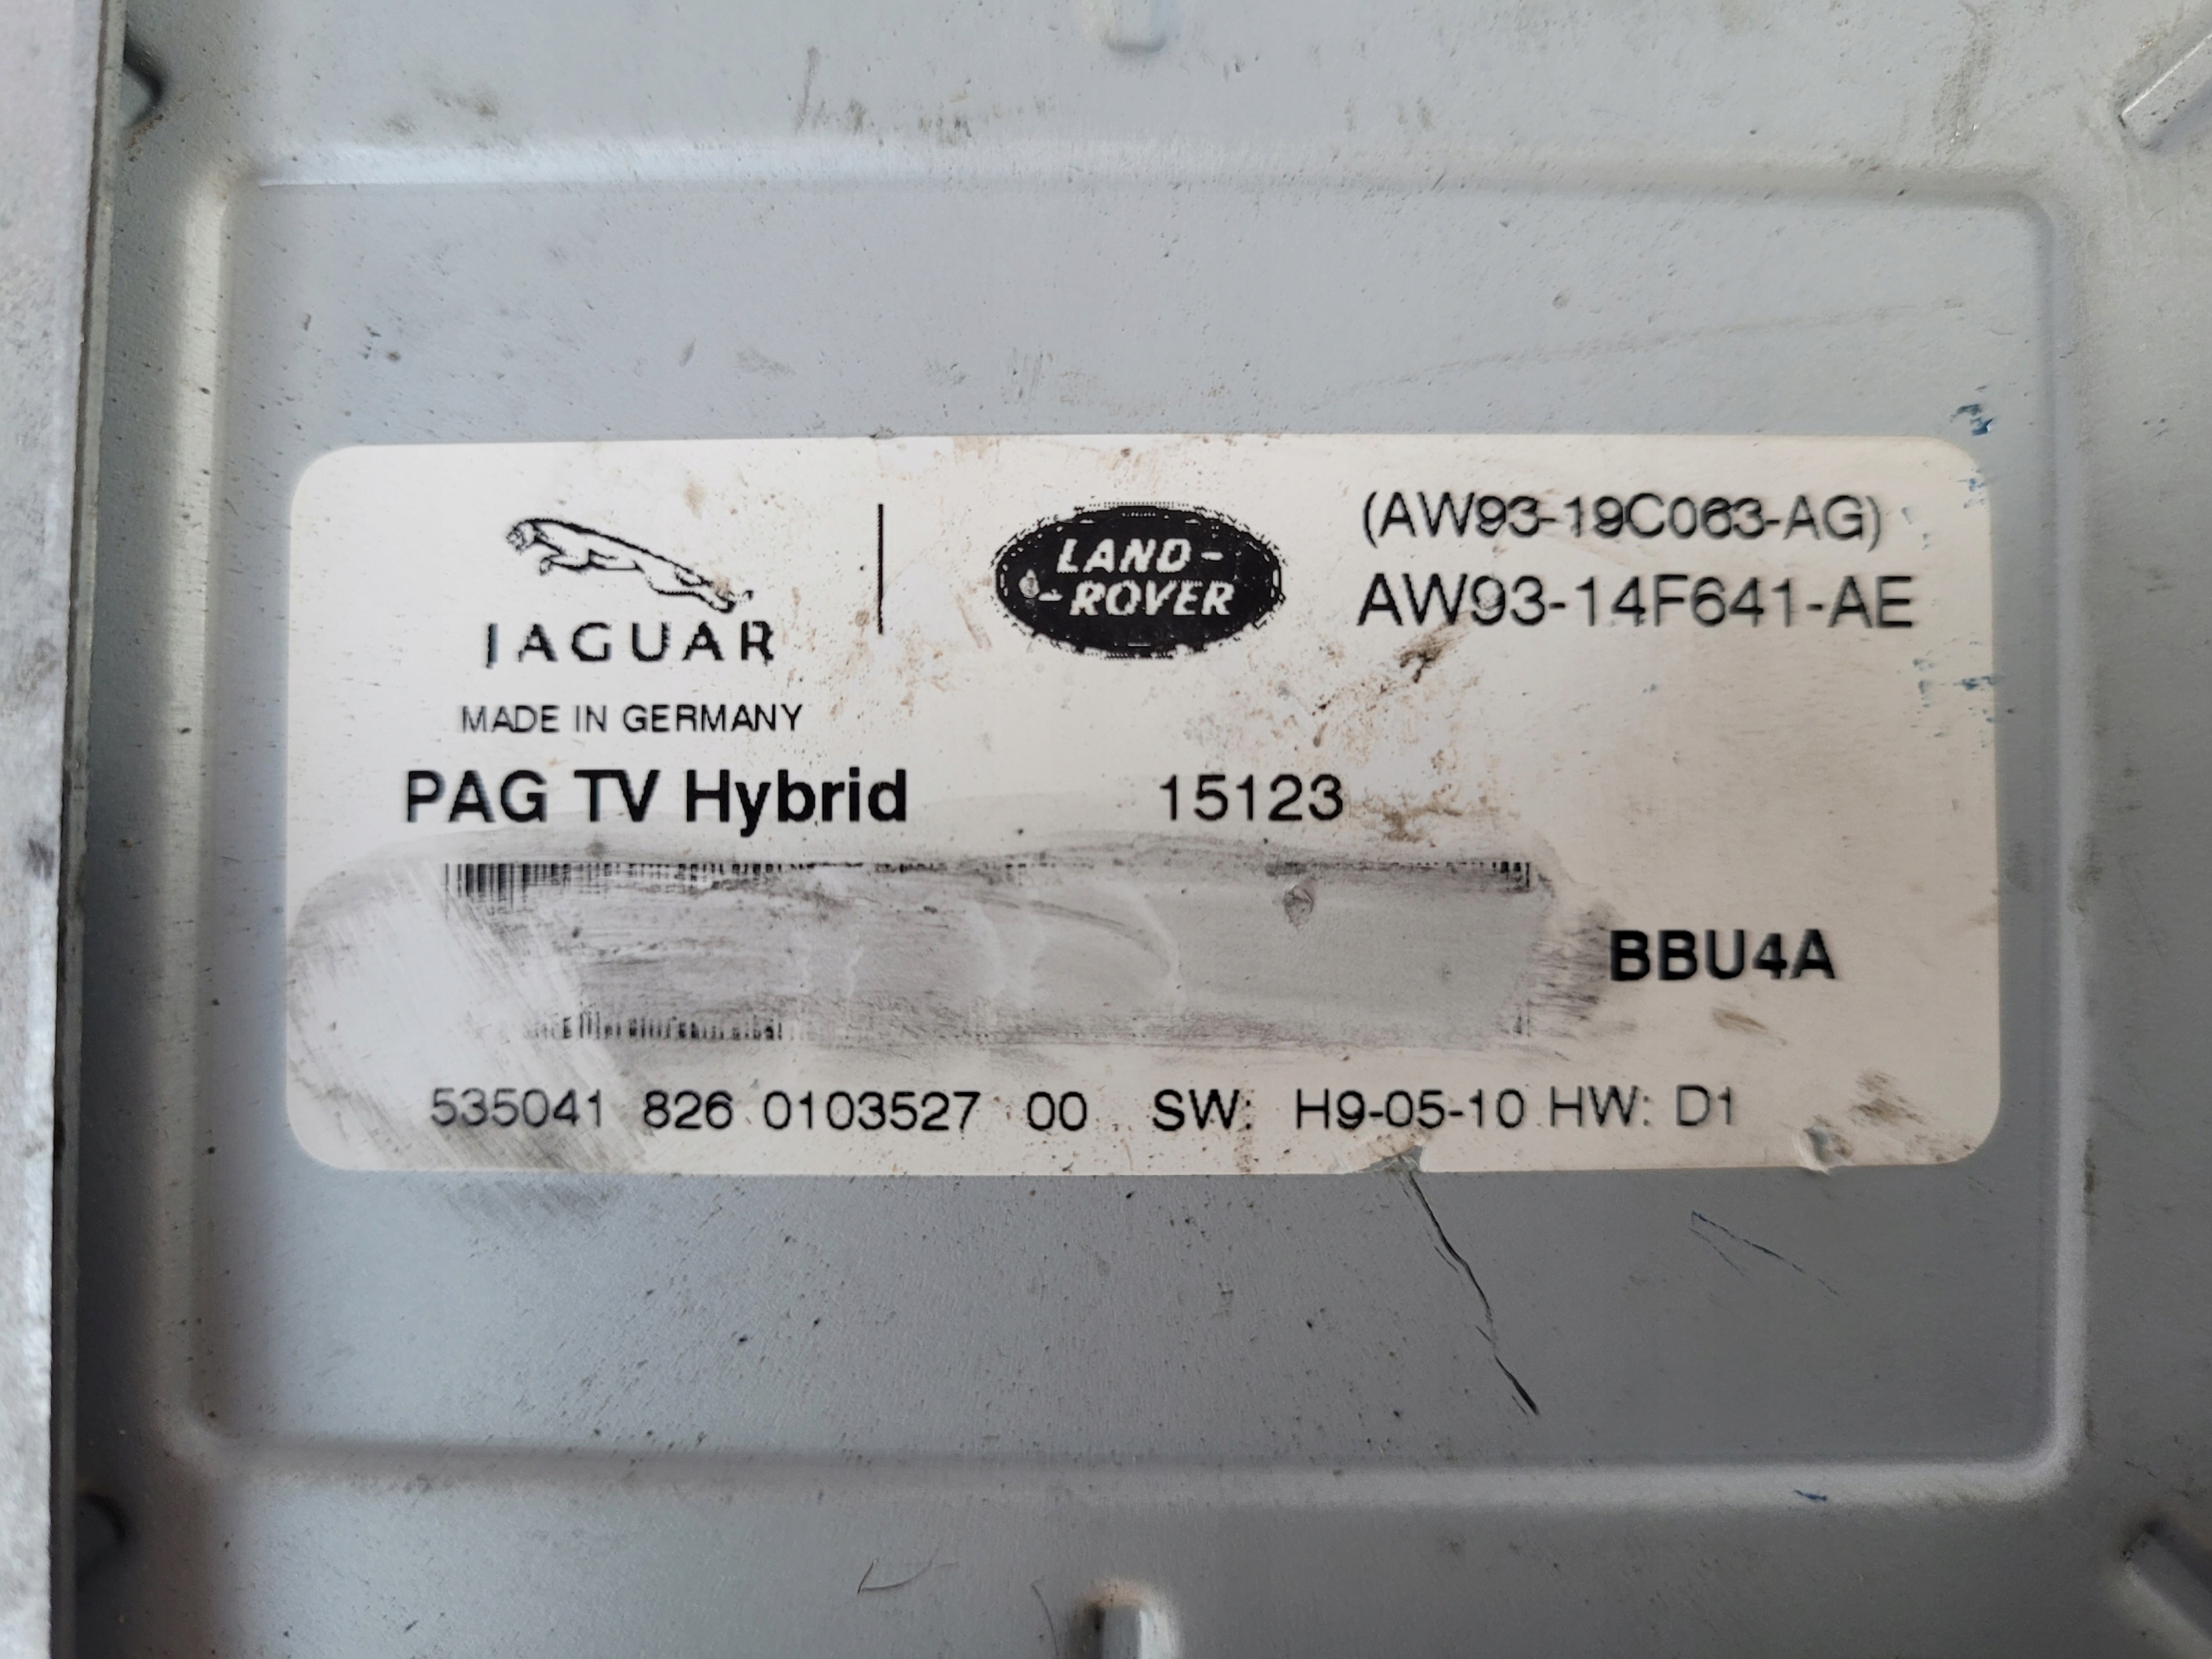 JAGUAR
LAND-
-ROVER
(AW93-19C063-AG)
AW93-14F641-AE
MADE IN GERMANY
PAG TV Hybrid 15123
BBU4A
535041 826 0103527 00 SW: H9-05-10 HW: D1